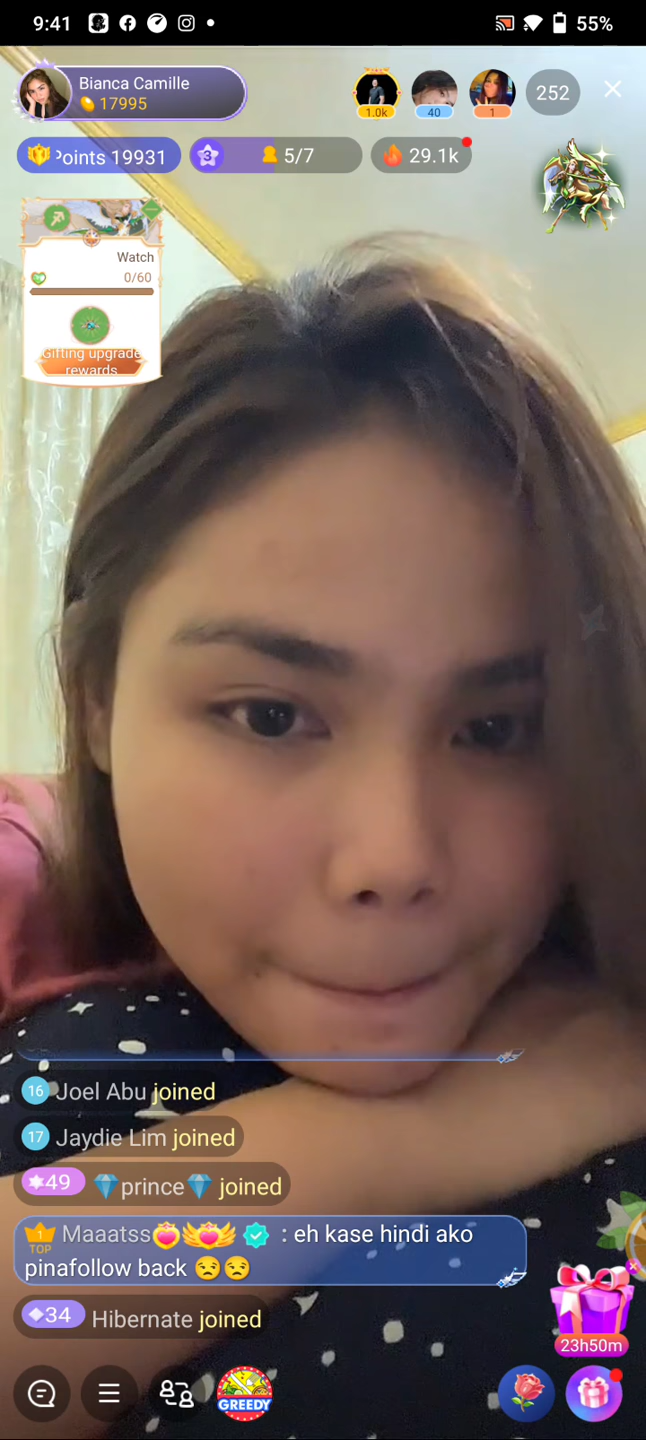 9:41
55%
Bianca Camille
17995
1.0k
40
1
252
Points 19931
3
5/7
29.1k
Watch
0/60
Gifting upgrade
rewards
16 Joel Abu joined
17 Jaydie Lim joined
49 💎prince💎 joined
1 TOP Maaatss : eh kase hindi ako
pinafollow back 😒😒
34 Hibernate joined
23h50m
GREEDY